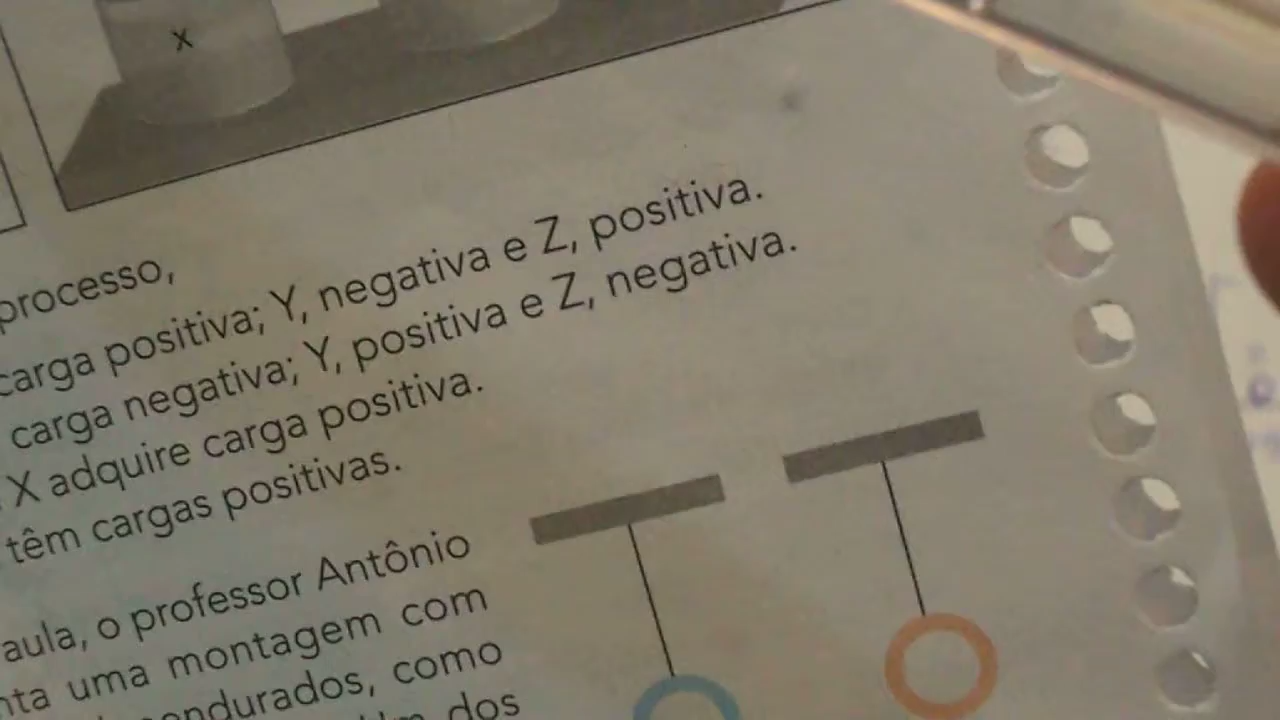 X
processo,
carga positiva; Y, negativa e Z, positiva.
carga negativa; Y, positiva e Z, negativa.
X adquire carga positiva.
têm cargas positivas.
aula, o professor Antônio
uma montagem com
como
dos